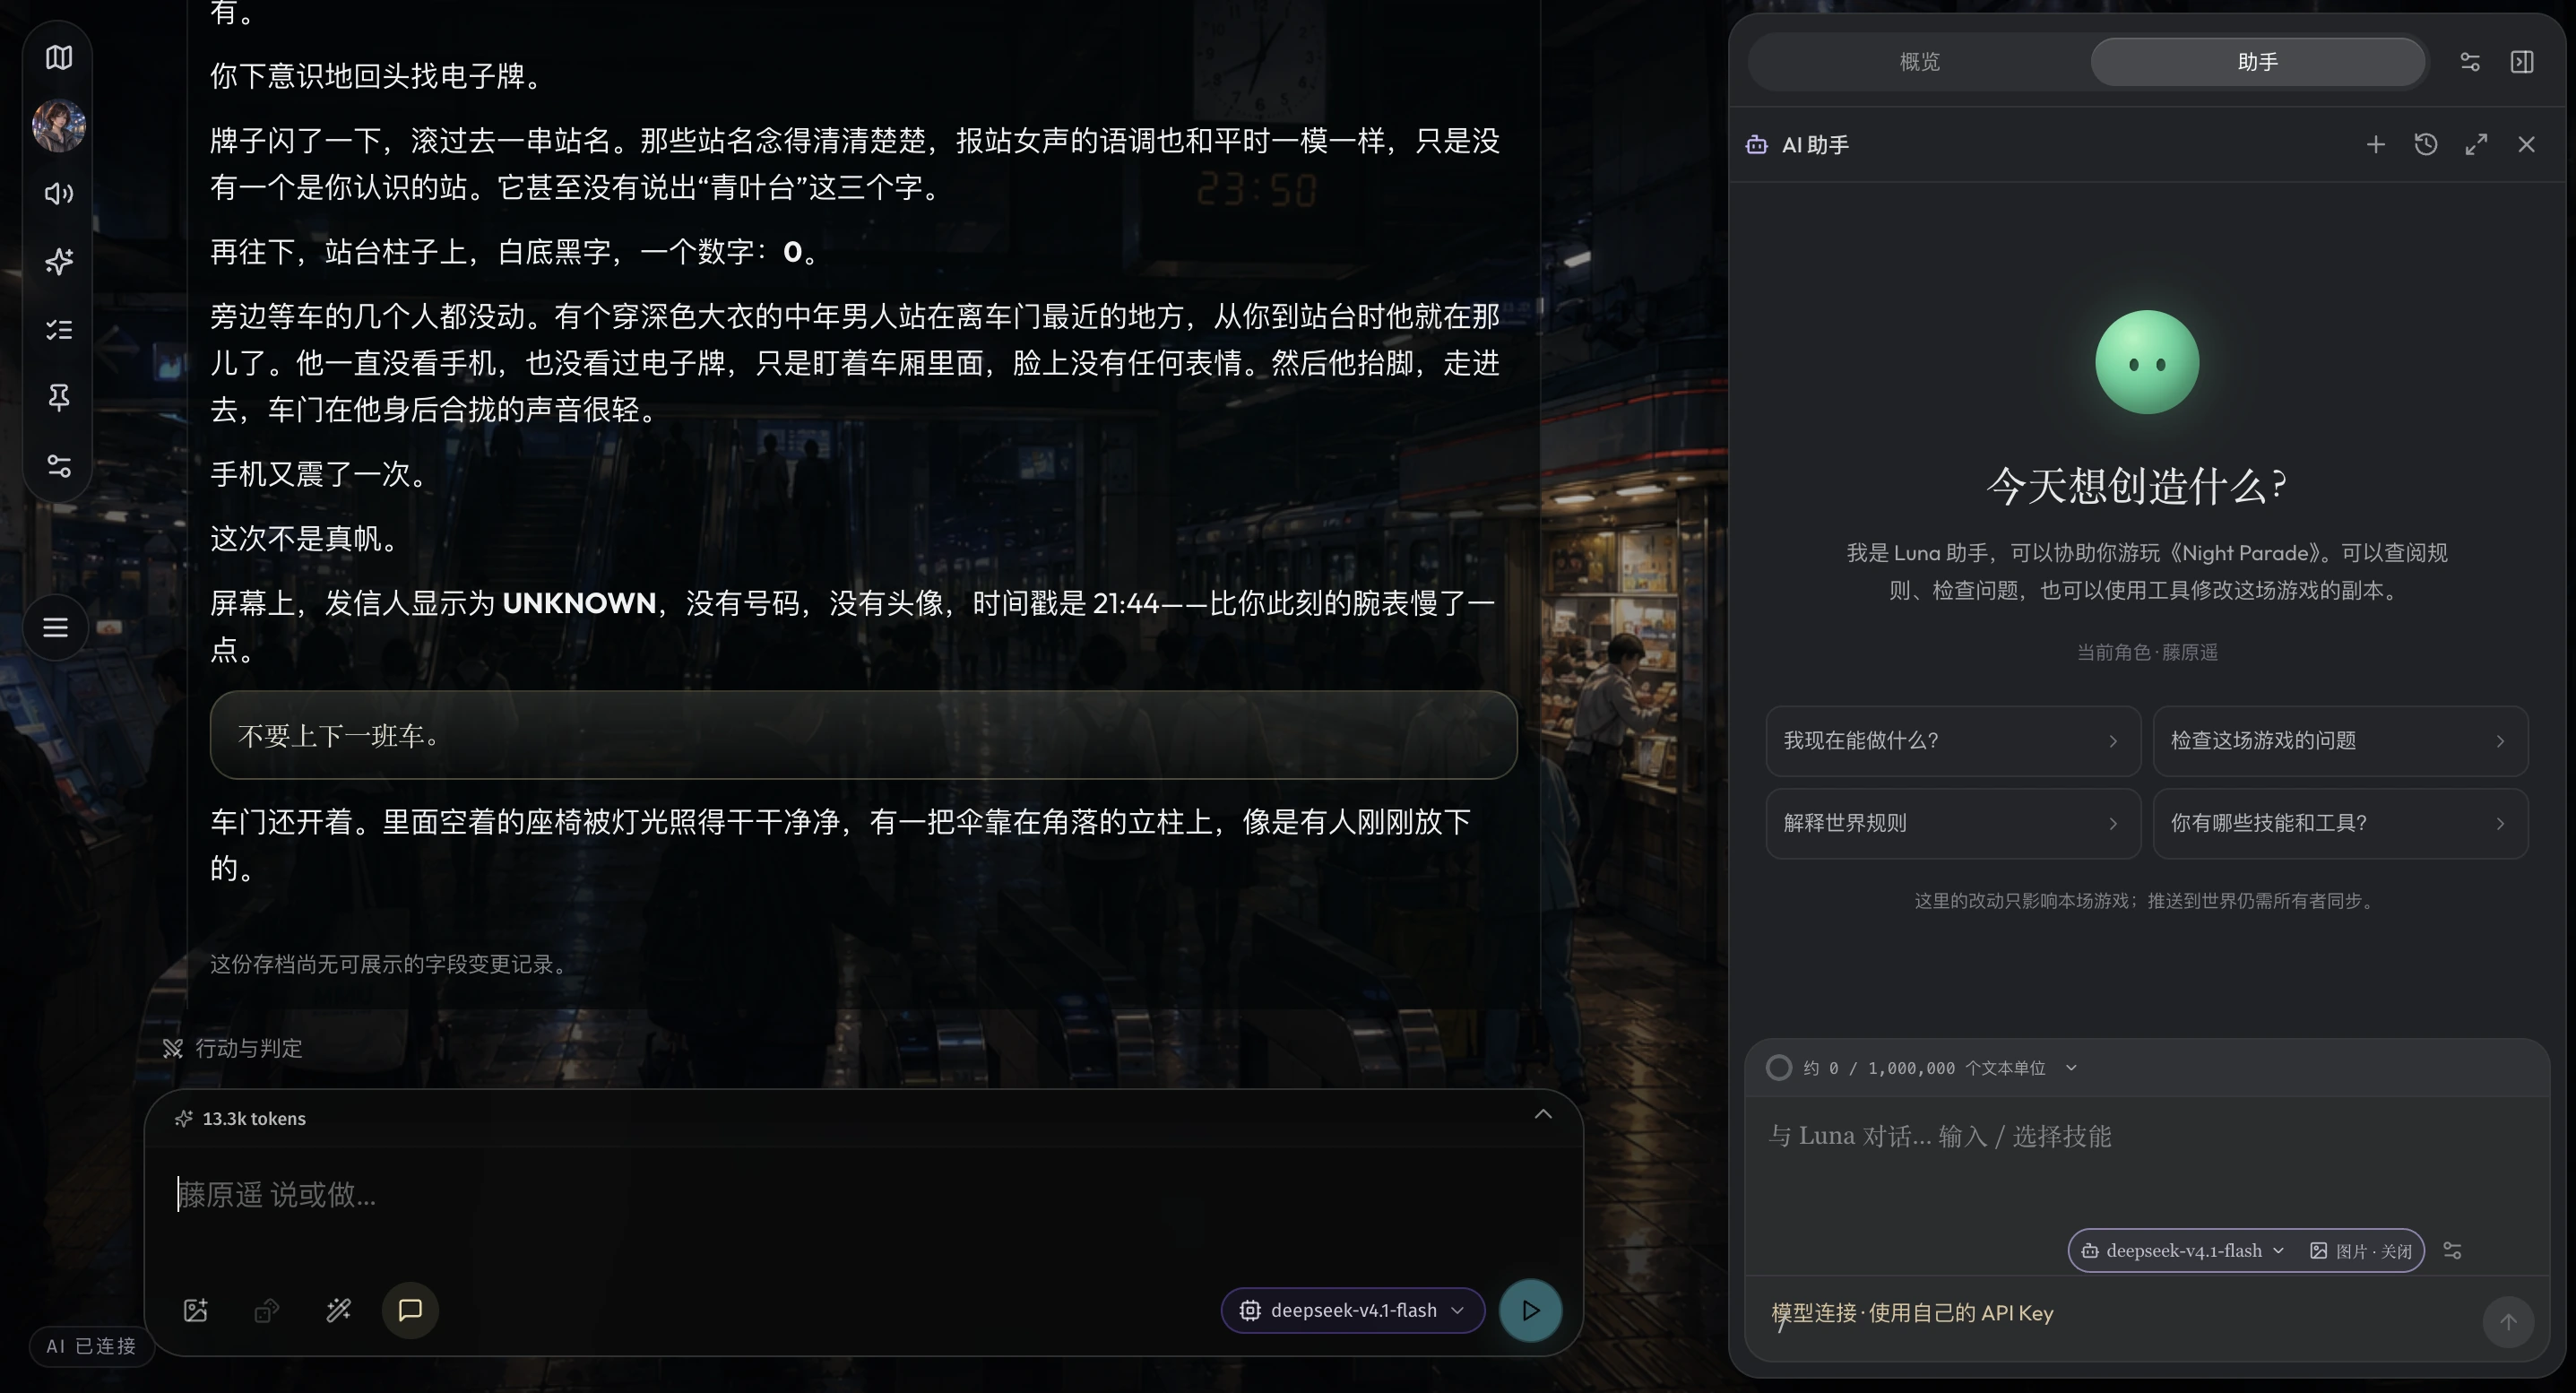 有。
你下意识地回头找电子牌。
牌子闪了一下，滚过去一串站名。那些站名念得清清楚楚，报站女声的语调也和平时一模一样，只是没
有一个是你认识的站。它甚至没有说出“青叶台”这三个字。
再往下，站台柱子上，白底黑字，一个数字：0。
旁边等车的几个人都没动。有个穿深色大衣的中年男人站在离车门最近的地方，从你到站台时他就在那
儿了。他一直没看手机，也没看过电子牌，只是盯着车厢里面，脸上没有任何表情。然后他抬脚，走进
去，车门在他身后合拢的声音很轻。
手机又震了一次。
这次不是真帆。
屏幕上，发信人显示为 UNKNOWN，没有号码，没有头像，时间戳是 21:44——比你此刻的腕表慢了一
点。
不要上下一班车。
车门还开着。里面空着的座椅被灯光照得干干净净，有一把伞靠在角落的立柱上，像是有人刚刚放下
的。
这份存档尚无可展示的字段变更记录。
行动与判定
13.3k tokens
藤原遥 说或做...
deepseek-v4.1-flash
AI 已连接
23:50
概览
助手
AI 助手
今天想创造什么？
我是 Luna 助手，可以协助你游玩《Night Parade》。可以查阅规
则、检查问题，也可以使用工具修改这场游戏的副本。
当前角色·藤原遥
我现在能做什么？
检查这场游戏的问题
解释世界规则
你有哪些技能和工具？
这里的改动只影响本场游戏；推送到世界仍需所有者同步。
约 0 / 1,000,000 个文本单位
与 Luna 对话... 输入 / 选择技能
deepseek-v4.1-flash
图片 · 关闭
模型连接·使用自己的 API Key
/